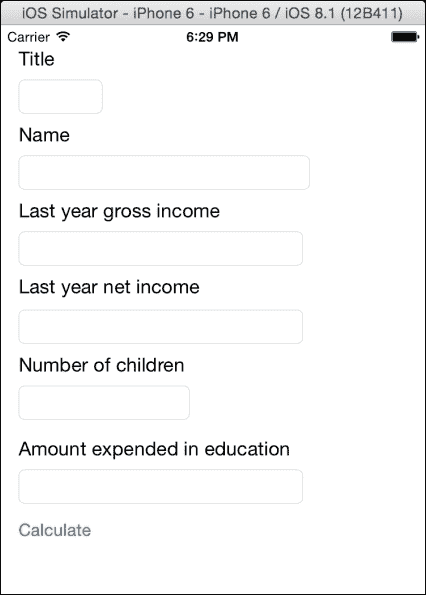 iOS Simulator - iPhone 6 - iPhone 6 / iOS 8.1 (12B411)
Carrier 6:29 PM
Title
Name
Last year gross income
Last year net income
Number of children
Amount expended in education
Calculate